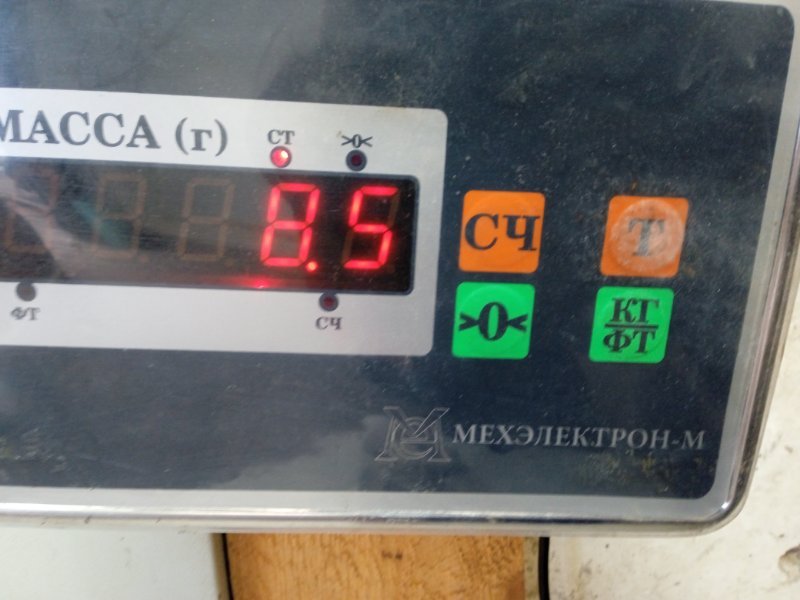 МАССА (г)
СТ
>0<
8.5
СЧ
Т
ФТ
СЧ
>0<
КГ
ФТ
МЕХЭЛЕКТРОН-М